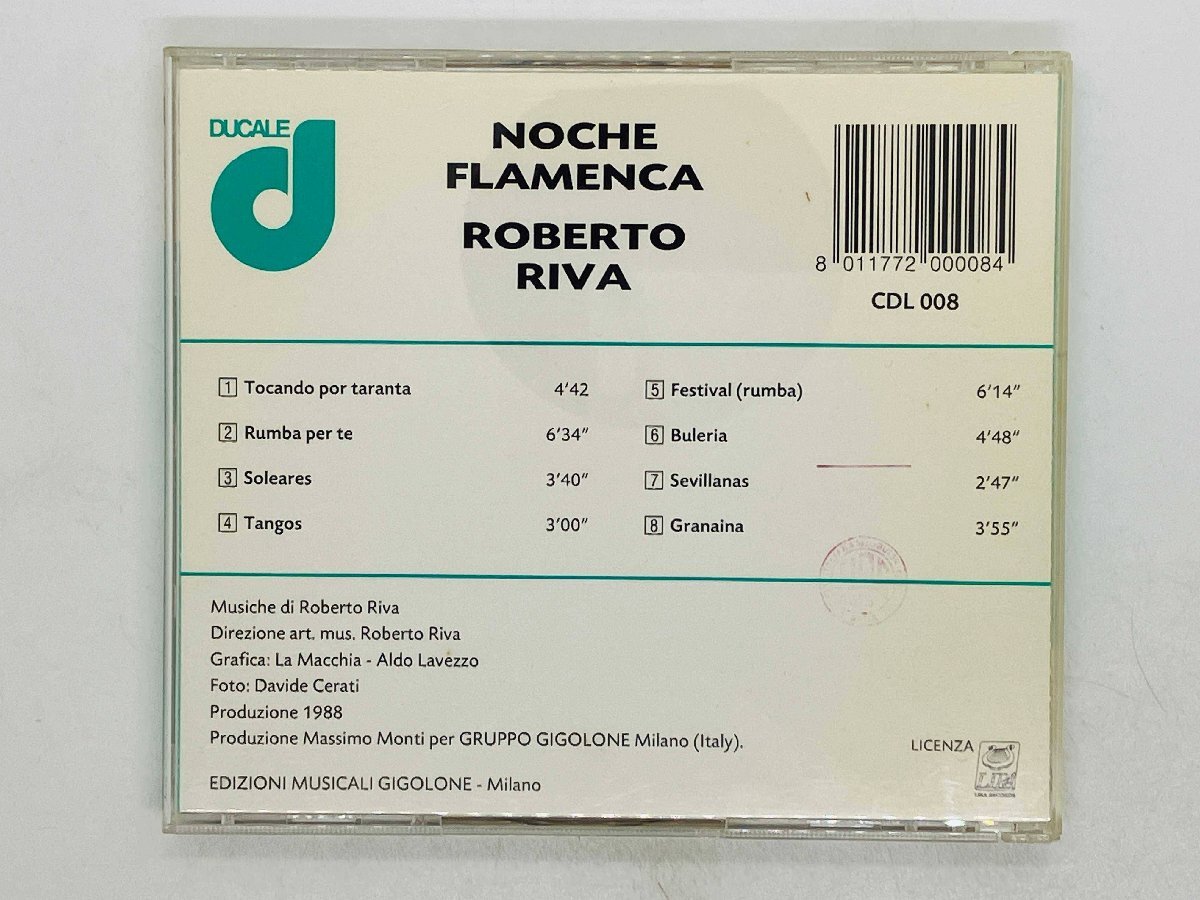 DUCALE
NOCHE
FLAMENCA
ROBERTO
RIVA
8 011772 000084
CDL 008
1 Tocando por taranta 4'42
2 Rumba per te 6'34"
3 Soleares 3'40"
4 Tangos 3'00"
5 Festival (rumba) 6'14"
6 Buleria 4'48"
7 Sevillanas 2'47"
8 Granaina 3'55"
Musiche di Roberto Riva
Direzione art. mus. Roberto Riva
Grafica: La Macchia - Aldo Lavezzo
Foto: Davide Cerati
Produzione 1988
Produzione Massimo Monti per GRUPPO GIGOLONE Milano (Italy).
EDIZIONI MUSICALI GIGOLONE - Milano
LICENZA
LIRA
LIRA RECORDS